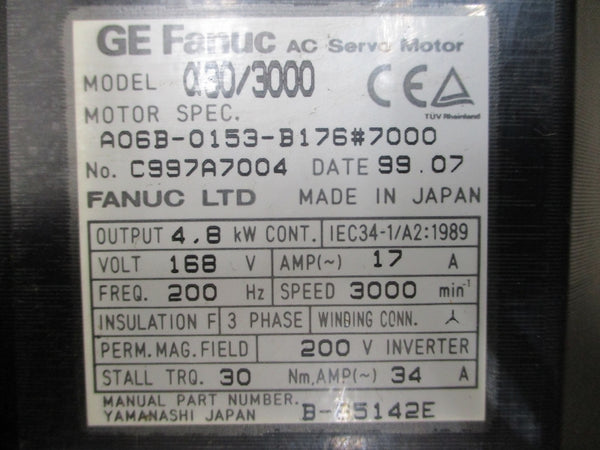 GE Fanuc AC Servo Motor
MODEL α30/3000
CE
TÜV Rheinland
MOTOR SPEC.
A06B-0153-B176#7000
No. C997A7004 DATE 99.07
FANUC LTD MADE IN JAPAN
OUTPUT 4.8 kW CONT. IEC34-1/A2:1989
VOLT 168 V AMP(~) 17 A
FREQ. 200 Hz SPEED 3000 min⁻¹
INSULATION F 3 PHASE WINDING CONN. ⅄
PERM.MAG.FIELD 200 V INVERTER
STALL TRQ. 30 Nm,AMP(~) 34 A
MANUAL PART NUMBER.
YAMANASHI JAPAN B-65142E